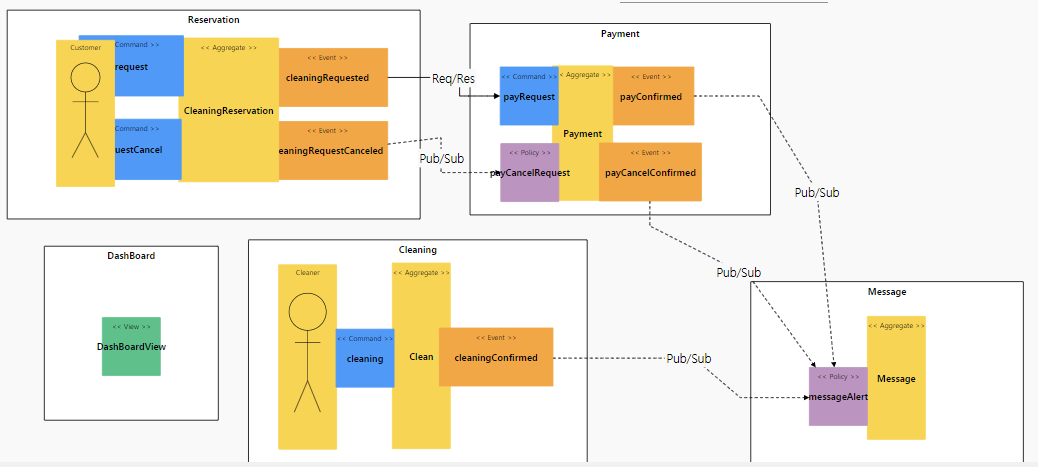 Reservation
Customer
Command >>
request
<< Aggregate >>
CleaningReservation
<< Event >>
cleaningRequested
Command >>
uestCancel
<< Event >>
eaningRequestCanceled
Req/Res
Pub/Sub
Payment
<< Command >>
payRequest
< Aggregate >>
Payment
<< Event >>
payConfirmed
<< Policy >>
payCancelRequest
<< Event >>
payCancelConfirmed
Pub/Sub
Pub/Sub
DashBoard
<< View >>
DashBoardView
Cleaning
Cleaner
<< Command >>
cleaning
<< Aggregate >>
Clean
<< Event >>
cleaningConfirmed
Pub/Sub
Message
<< Policy >>
messageAlert
<< Aggregate >>
Message